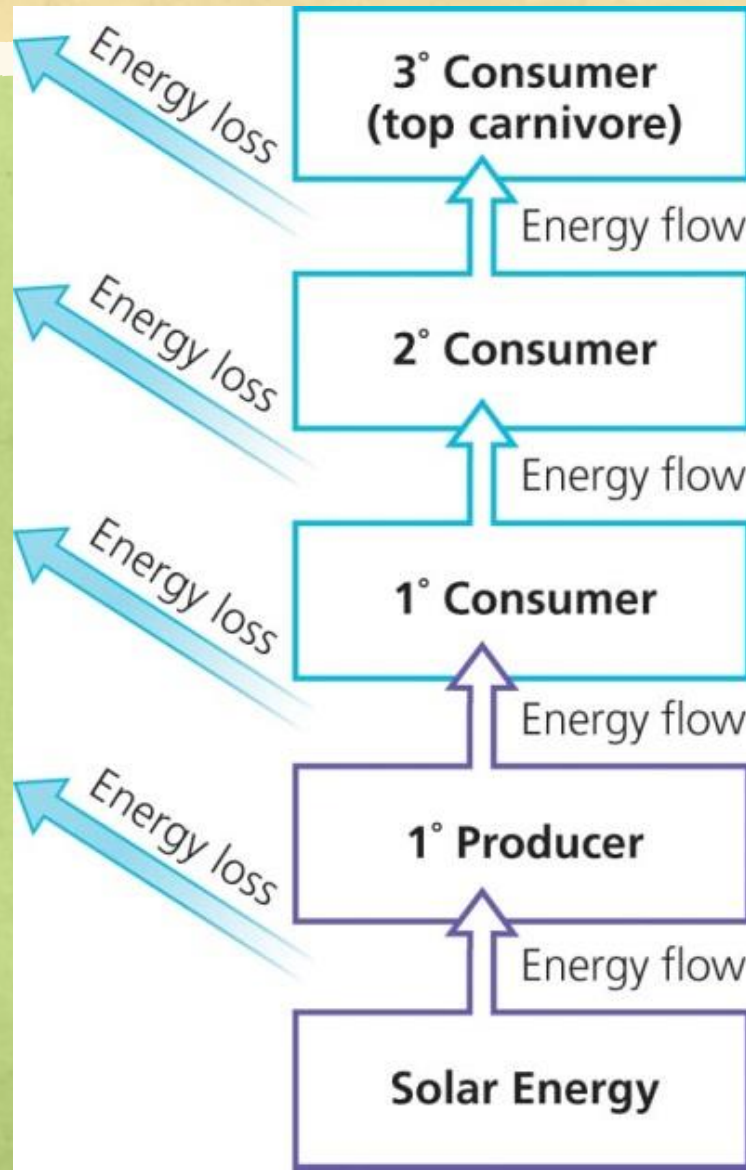 Energy loss
3° Consumer
(top carnivore)
Energy flow
Energy loss
2° Consumer
Energy flow
Energy loss
1° Consumer
Energy flow
Energy loss
1° Producer
Energy flow
Solar Energy